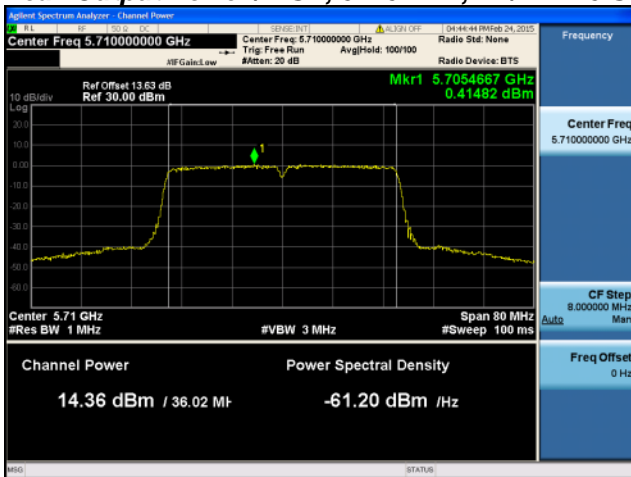 Agilent Spectrum Analyzer - Channel Power
RL RF 50 Ω DC SENSE:INT ALIGN OFF 04:44:44 PM Feb 24, 2015
Center Freq 5.710000000 GHz Center Freq: 5.710000000 GHz Radio Std: None
Trig: Free Run Avg|Hold: 100/100
#IFGain:Low #Atten: 20 dB Radio Device: BTS
Mkr1 5.7054667 GHz
0.41482 dBm
Ref Offset 13.63 dB
10 dB/div Ref 30.00 dBm
Log
20.0
10.0
1
0.00
-10.0
-20.0
-30.0
-40.0
-50.0
-60.0
Center 5.71 GHz Span 80 MHz
#Res BW 1 MHz #VBW 3 MHz #Sweep 100 ms
Channel Power Power Spectral Density
14.36 dBm / 36.02 MH -61.20 dBm /Hz
MSG STATUS
Frequency
Center Freq
5.710000000 GHz
CF Step
8.000000 MHz
Auto Man
Freq Offset
0 Hz